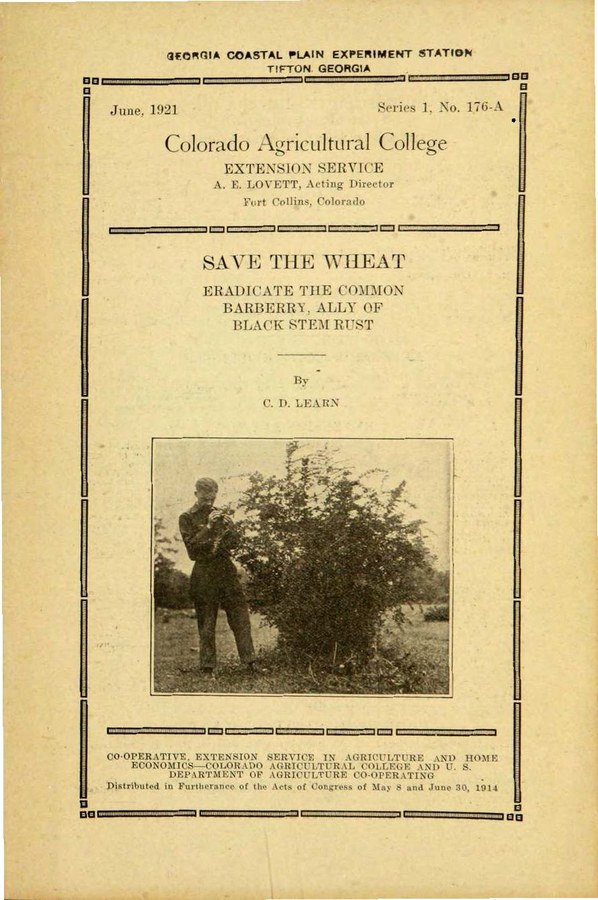 GEORGIA COASTAL PLAIN EXPERIMENT STATION
TIFTON GEORGIA
June, 1921
Series 1, No. 176-A
Colorado Agricultural College
EXTENSION SERVICE
A. E. LOVETT, Acting Director
Fort Collins, Colorado
SAVE THE WHEAT
ERADICATE THE COMMON
BARBERRY, ALLY OF
BLACK STEM RUST
By
C. D. LEARN
CO-OPERATIVE, EXTENSION SERVICE IN AGRICULTURE AND HOME
ECONOMICS—COLORADO AGRICULTURAL COLLEGE AND U. S.
DEPARTMENT OF AGRICULTURE CO-OPERATING
Distributed in Furtherance of the Acts of Congress of May 8 and June 30, 1914